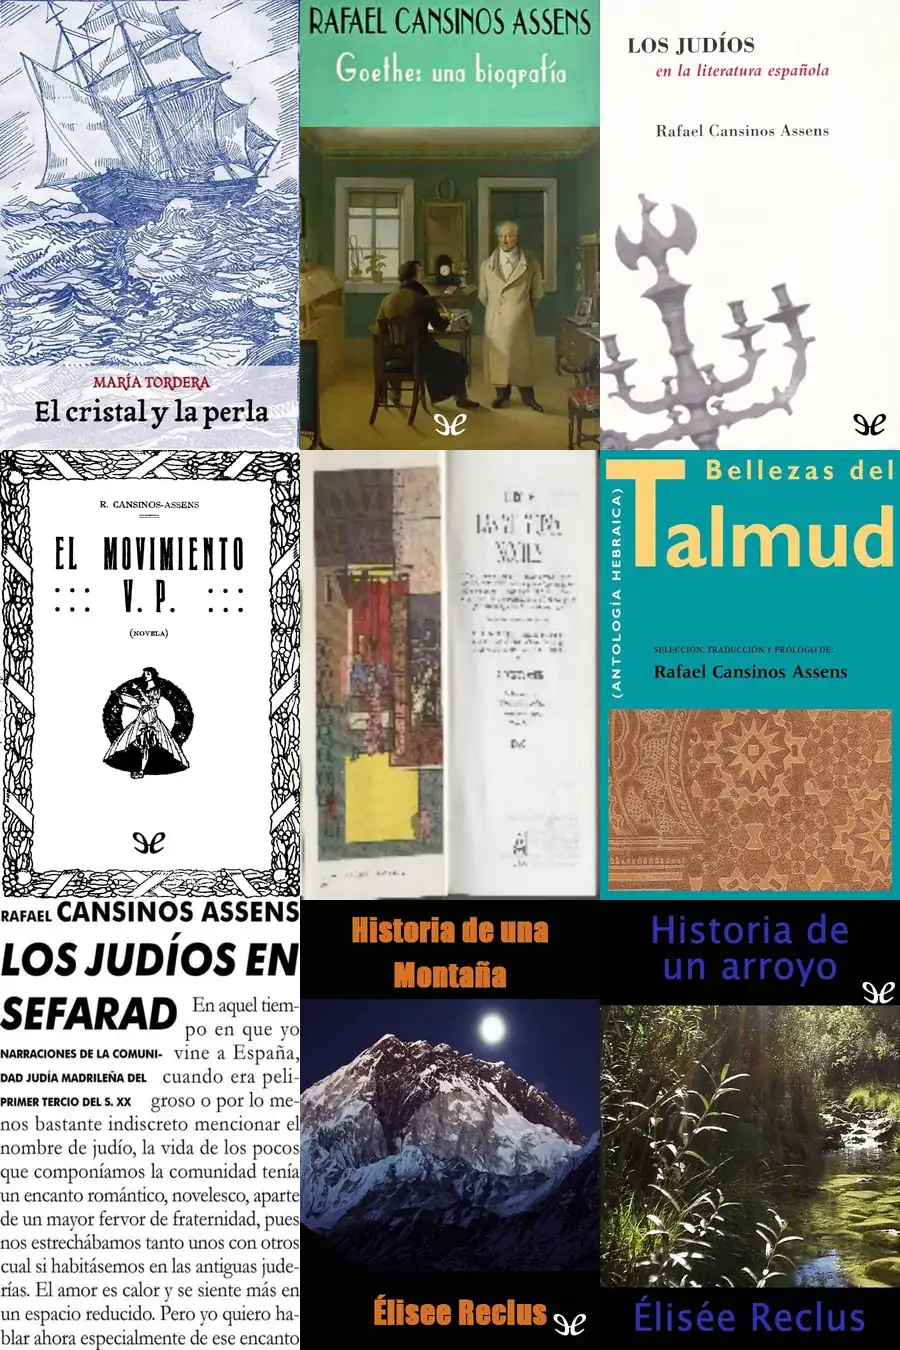 MARÍA TORDERA
El cristal y la perla
RAFAEL CANSINOS ASSENS
Goethe: una biografía
LOS JUDÍOS
en la literatura española
Rafael Cansinos Assens
R. CANSINOS-ASSENS
EL MOVIMIENTO
V. P.
(NOVELA)
Bellezas del
Talmud
(ANTOLOGÍA HEBRAICA)
SELECCIÓN, TRADUCCIÓN Y PRÓLOGO DE:
Rafael Cansinos Assens
RAFAEL CANSINOS ASSENS
LOS JUDÍOS EN
SEFARAD
NARRACIONES DE LA COMUNI-
DAD JUDÍA MADRILEÑA DEL
PRIMER TERCIO DEL S. XX
En aquel tiem-
po en que yo
vine a España,
cuando era peli-
groso o por lo me-
nos bastante indiscreto mencionar el
nombre de judío, la vida de los pocos
que componíamos la comunidad tenía
un encanto romántico, novelesco, aparte
de un mayor fervor de fraternidad, pues
nos estrechábamos tanto unos con otros
cual si habitásemos en las antiguas jude-
rías. El amor es calor y se siente más en
un espacio reducido. Pero yo quiero ha-
blar ahora especialmente de ese encanto
Historia de una
Montaña
Élisee Reclus
Historia de
un arroyo
Élisée Reclus